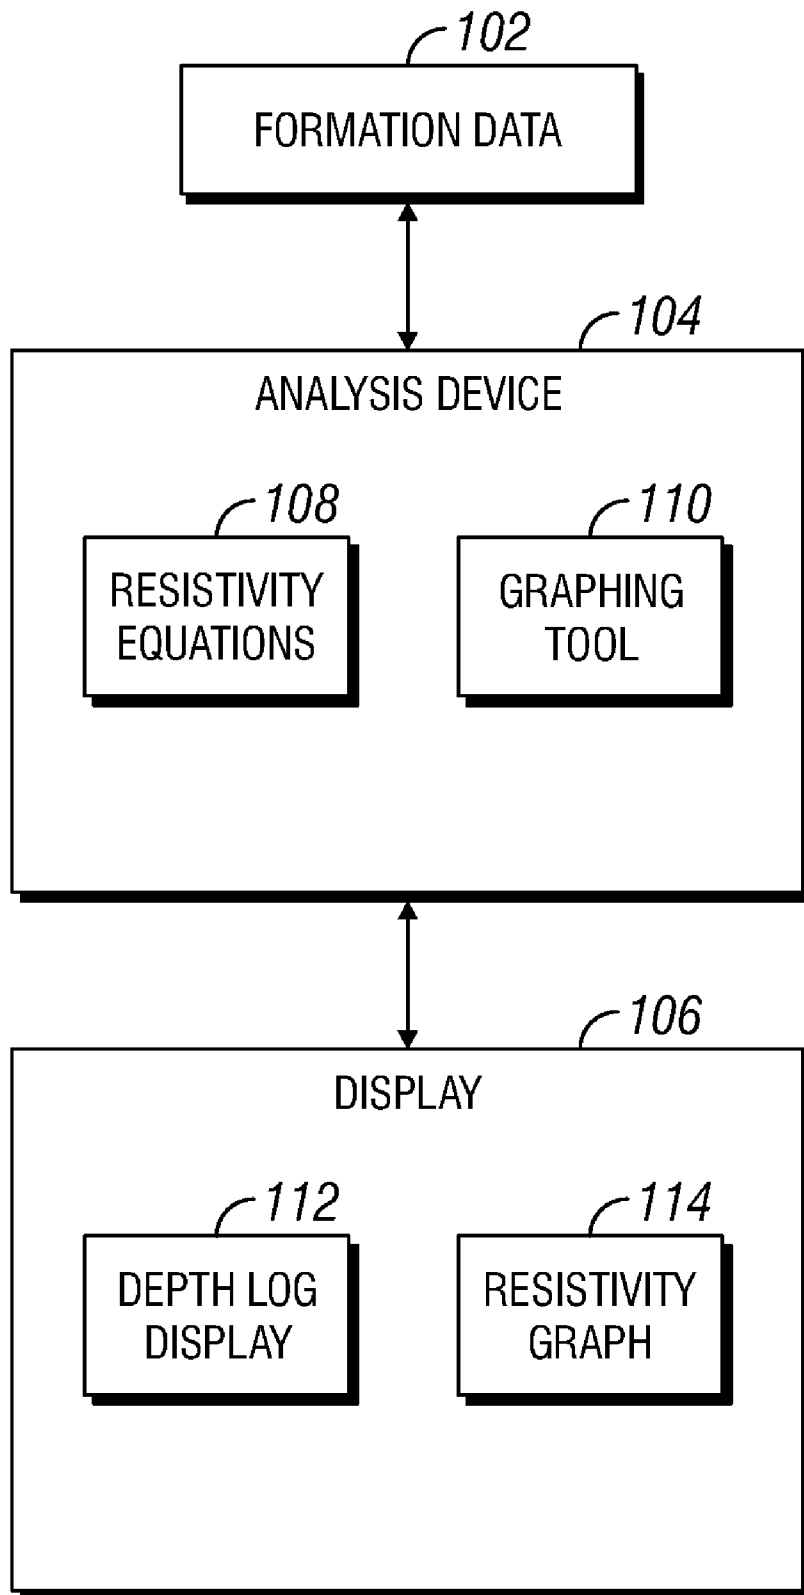 102
FORMATION DATA
104
ANALYSIS DEVICE
108
RESISTIVITY
EQUATIONS
110
GRAPHING
TOOL
106
DISPLAY
112
DEPTH LOG
DISPLAY
114
RESISTIVITY
GRAPH